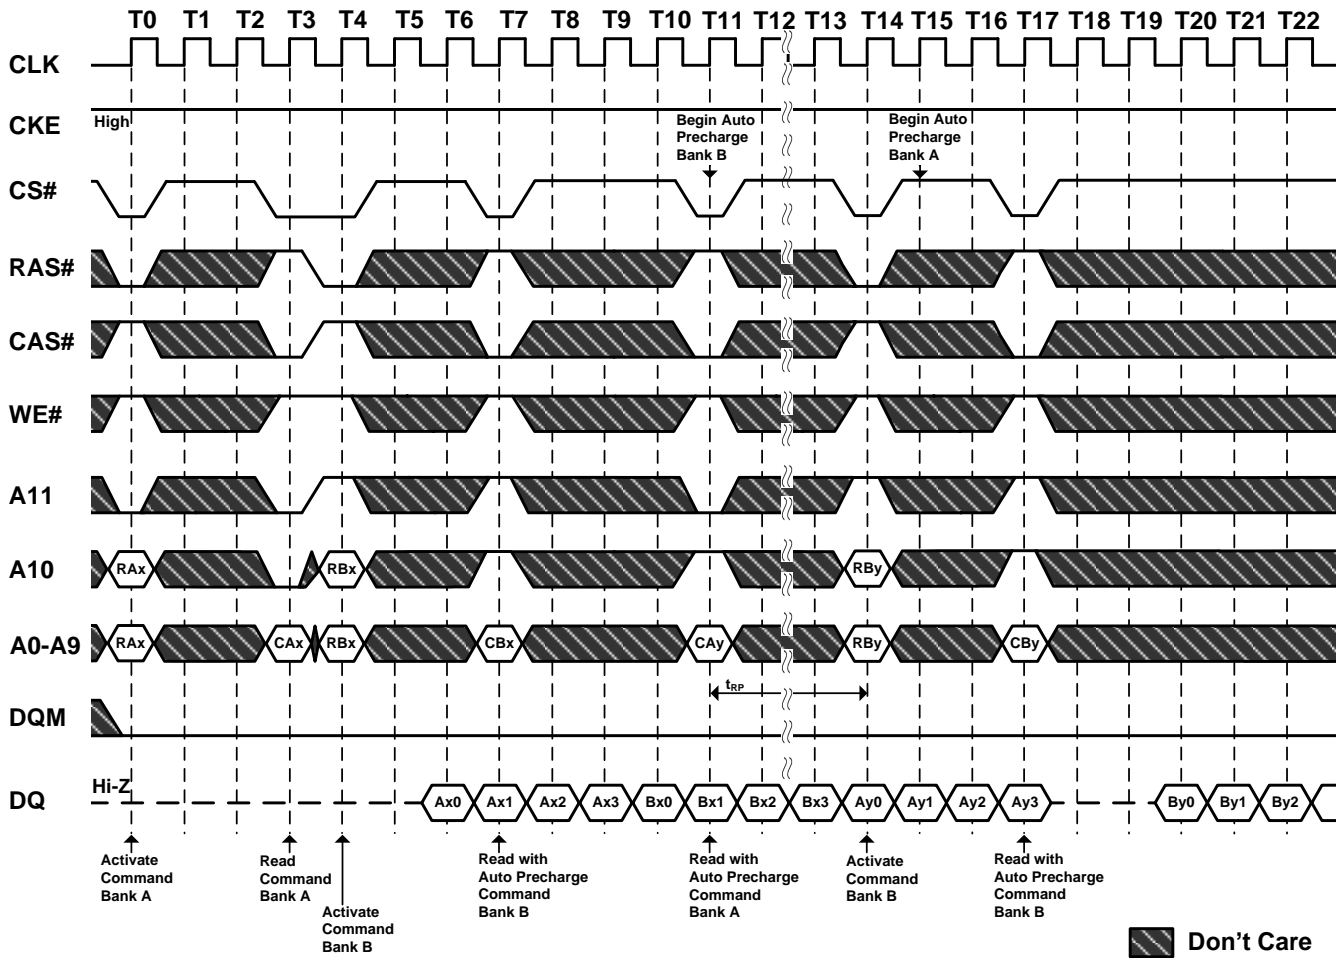 T0 T1 T2 T3 T4 T5 T6 T7 T8 T9 T10 T11 T12 T13 T14 T15 T16 T17 T18 T19 T20 T21 T22
CLK
CKE
High
Begin Auto
Precharge
Bank B
Begin Auto
Precharge
Bank A
CS#
RAS#
CAS#
WE#
A11
A10
RAx RBx RBy
A0-A9
RAx CAx RBx CBx CAy RBy CBy
tRP
DQM
DQ
Hi-Z
Ax0 Ax1 Ax2 Ax3 Bx0 Bx1 Bx2 Bx3 Ay0 Ay1 Ay2 Ay3 By0 By1 By2
Activate
Command
Bank A
Read
Command
Bank A
Activate
Command
Bank B
Read with
Auto Precharge
Command
Bank B
Read with
Auto Precharge
Command
Bank A
Activate
Command
Bank B
Read with
Auto Precharge
Command
Bank B
Don't Care